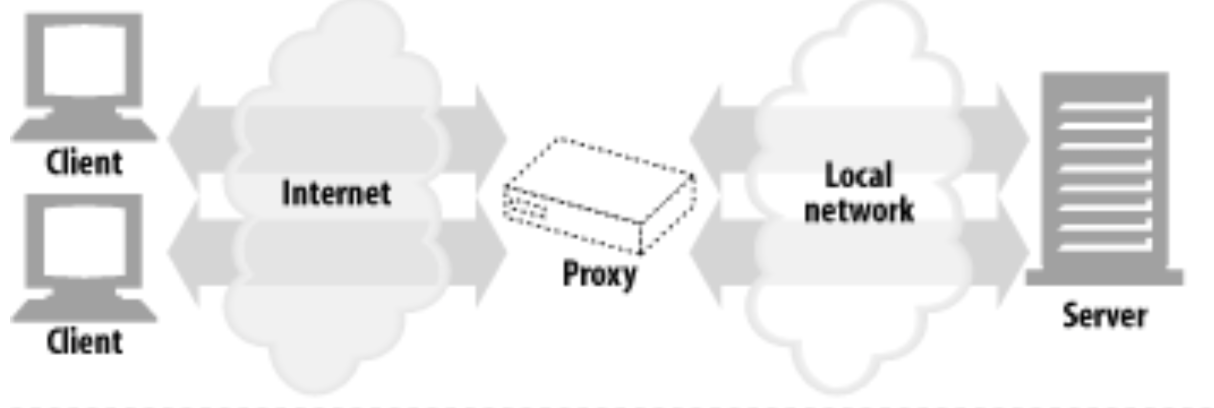 Client
Internet
Client
Proxy
Local
network
Server